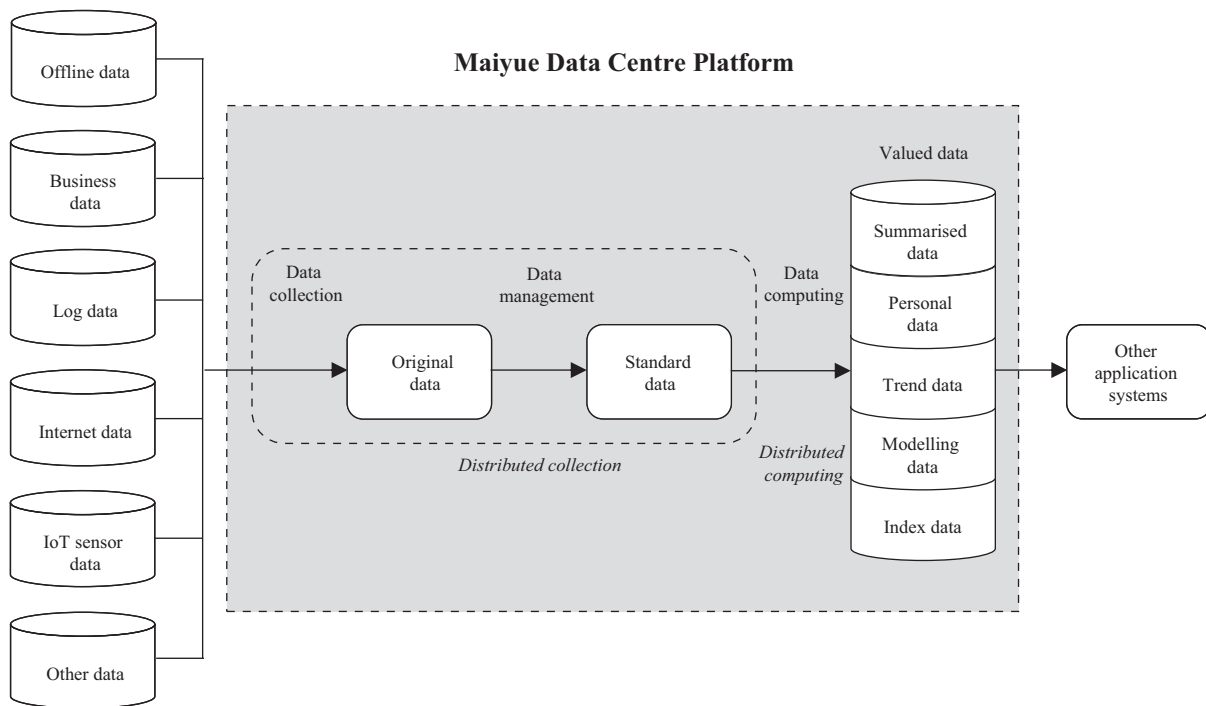 Maiyue Data Centre Platform
Offline data
Business
data
Log data
Internet data
IoT sensor
data
Other data
Data
collection
Data
management
Data
computing
Original
data
Standard
data
Distributed collection
Distributed
computing
Valued data
Summarised
data
Personal
data
Trend data
Modelling
data
Index data
Other
application
systems